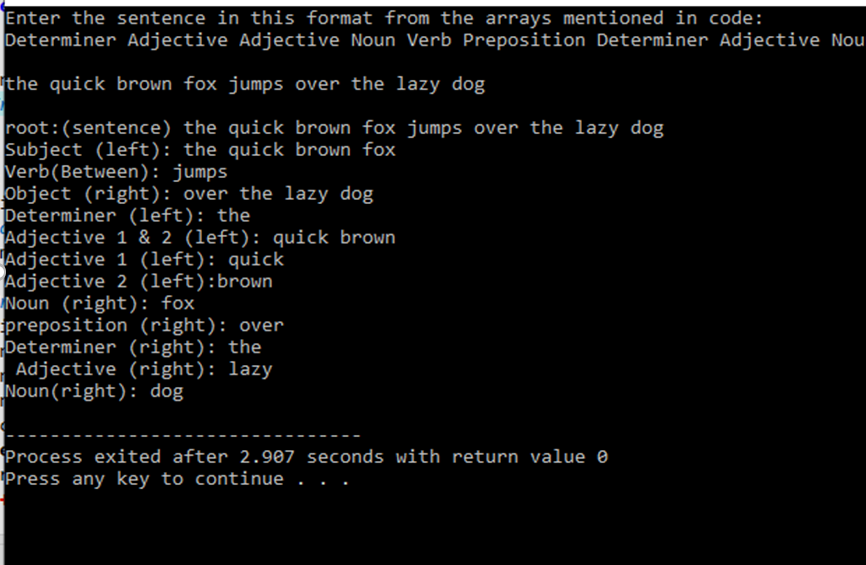 Enter the sentence in this format from the arrays mentioned in code:
Determiner Adjective Adjective Noun Verb Preposition Determiner Adjective Nou
the quick brown fox jumps over the lazy dog
root:(sentence) the quick brown fox jumps over the lazy dog
Subject (left): the quick brown fox
Verb(Between): jumps
Object (right): over the lazy dog
Determiner (left): the
Adjective 1 & 2 (left): quick brown
Adjective 1 (left): quick
Adjective 2 (left):brown
Noun (right): fox
preposition (right): over
Determiner (right): the
 Adjective (right): lazy
Noun(right): dog
--------------------------------
Process exited after 2.907 seconds with return value 0
Press any key to continue . . .